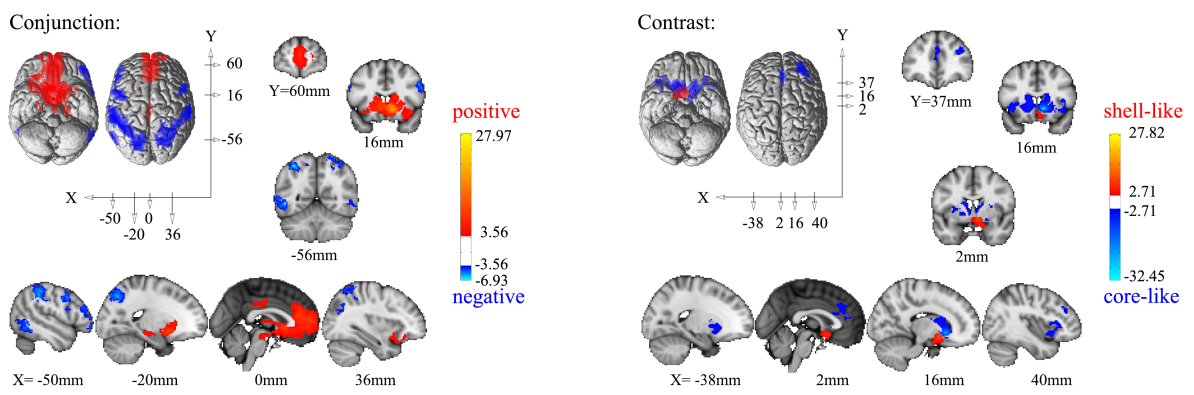 Conjunction:
Y
60
16
-56
X
-50
-20
0
36
Y=60mm
16mm
-56mm
positive
27.97
3.56
-3.56
-6.93
negative
X= -50mm
-20mm
0mm
36mm
Contrast:
Y
37
16
2
X
-38
2
16
40
Y=37mm
16mm
2mm
shell-like
27.82
2.71
-2.71
-32.45
core-like
X= -38mm
2mm
16mm
40mm